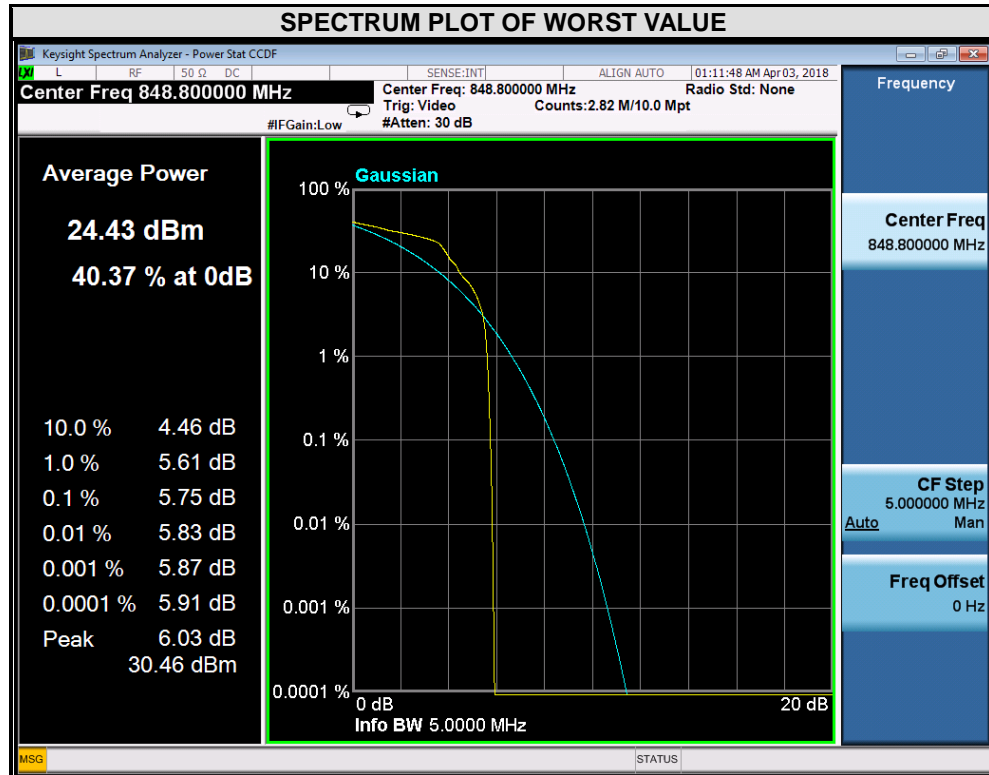 SPECTRUM PLOT OF WORST VALUE
Keysight Spectrum Analyzer - Power Stat CCDF
LXI L RF 50 Ω DC SENSE:INT ALIGN AUTO 01:11:48 AM Apr 03, 2018
Center Freq 848.800000 MHz
#IFGain:Low
Center Freq: 848.800000 MHz Radio Std: None
Trig: Video Counts:2.82 M/10.0 Mpt
#Atten: 30 dB
Average Power
24.43 dBm
40.37 % at 0dB
10.0 % 4.46 dB
1.0 % 5.61 dB
0.1 % 5.75 dB
0.01 % 5.83 dB
0.001 % 5.87 dB
0.0001 % 5.91 dB
Peak 6.03 dB
30.46 dBm
Gaussian
100 %
10 %
1 %
0.1 %
0.01 %
0.001 %
0.0001 %
0 dB 20 dB
Info BW 5.0000 MHz
Frequency
Center Freq
848.800000 MHz
CF Step
5.000000 MHz
Auto Man
Freq Offset
0 Hz
MSG STATUS